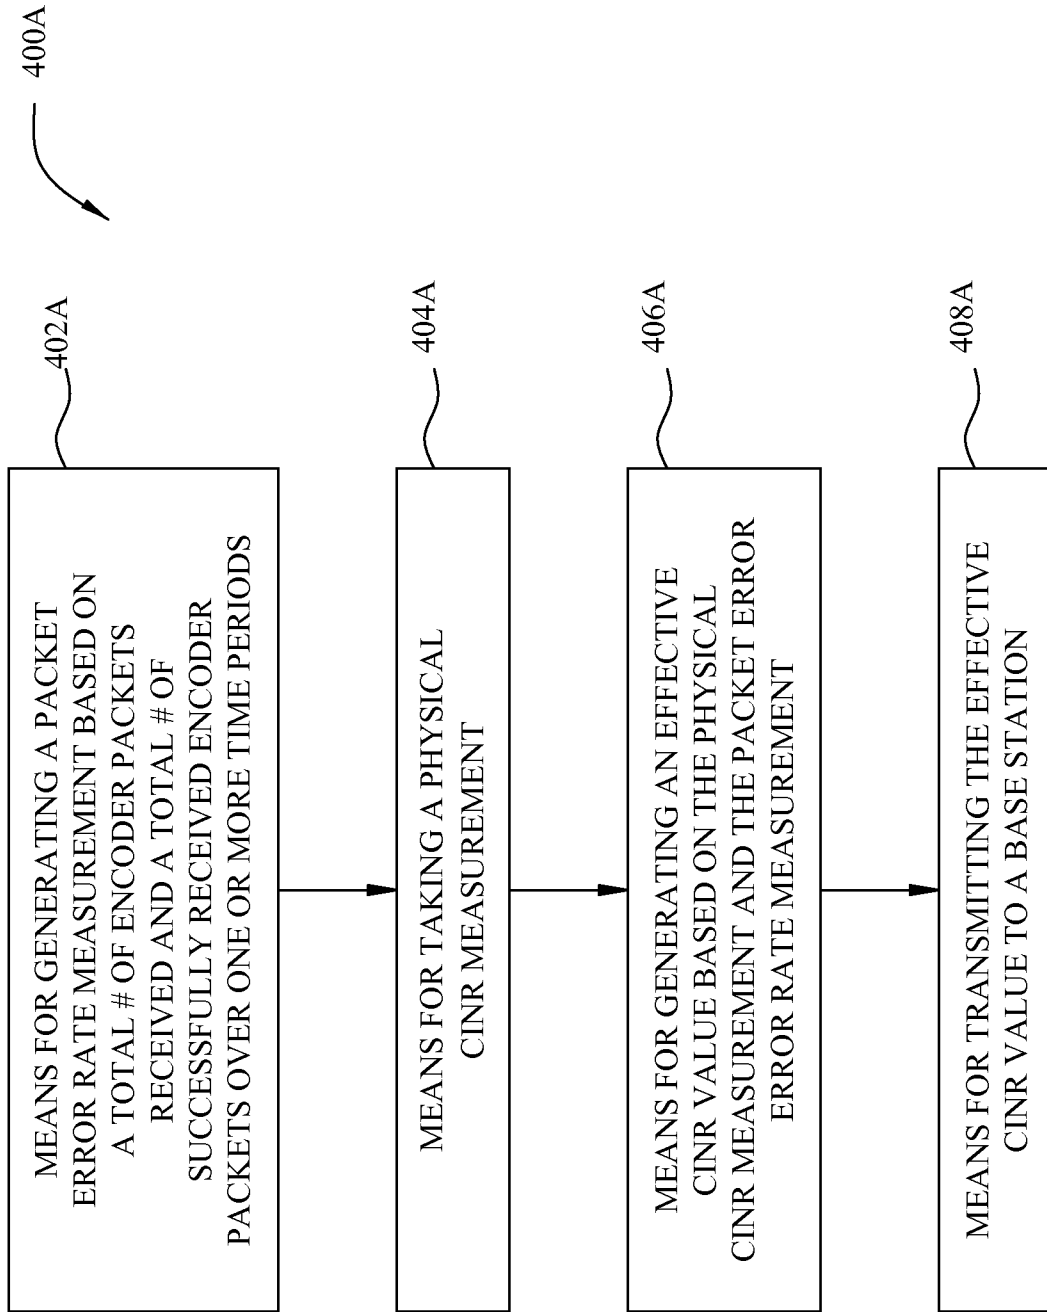 400A
402A
MEANS FOR GENERATING A PACKET
ERROR RATE MEASUREMENT BASED ON
A TOTAL # OF ENCODER PACKETS
RECEIVED AND A TOTAL # OF
SUCCESSFULLY RECEIVED ENCODER
PACKETS OVER ONE OR MORE TIME PERIODS
404A
MEANS FOR TAKING A PHYSICAL
CINR MEASUREMENT
406A
MEANS FOR GENERATING AN EFFECTIVE
CINR VALUE BASED ON THE PHYSICAL
CINR MEASUREMENT AND THE PACKET ERROR
ERROR RATE MEASUREMENT
408A
MEANS FOR TRANSMITTING THE EFFECTIVE
CINR VALUE TO A BASE STATION